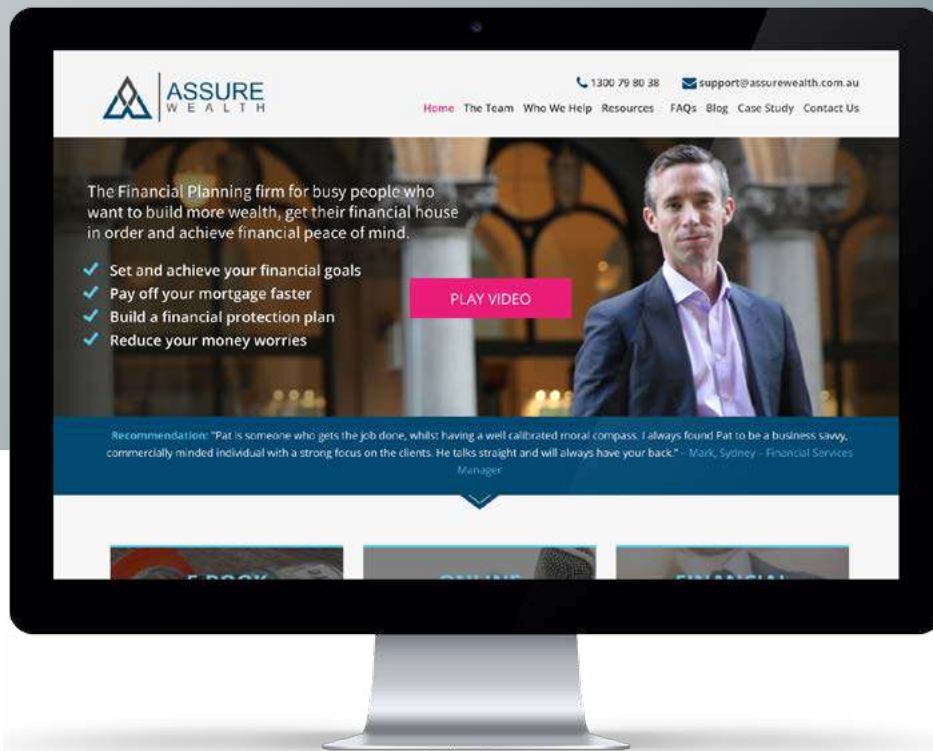 ASSURE
WEALTH
1300 79 80 38 support@assurewealth.com.au
Home The Team Who We Help Resources FAQs Blog Case Study Contact Us
The Financial Planning firm for busy people who
want to build more wealth, get their financial house
in order and achieve financial peace of mind.
Set and achieve your financial goals
Pay off your mortgage faster
Build a financial protection plan
Reduce your money worries
PLAY VIDEO
Recommendation: "Pat is someone who gets the job done, whilst having a well calibrated moral compass. I always found Pat to be a business savvy,
commercially minded individual with a strong focus on the clients. He talks straight and will always have your back." – Mark, Sydney – Financial Services
Manager
E-BOOK ONLINE FINANCIAL